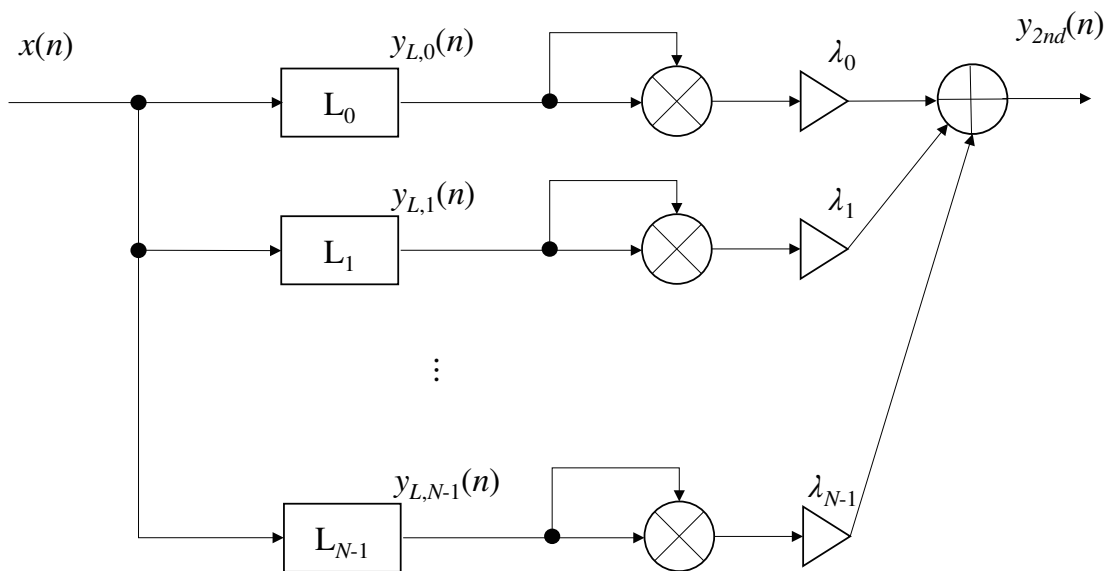 x(n) y_{L,0}(n) y_{2nd}(n)
λ_0
L_0
y_{L,1}(n) λ_1
L_1
⋮
y_{L,N-1}(n) λ_{N-1}
L_{N-1}